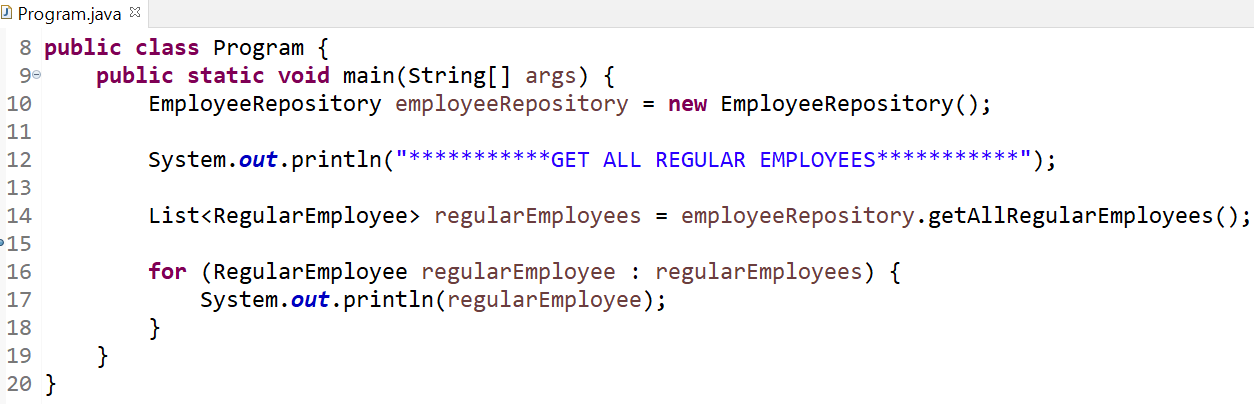 Program.java
8 public class Program {
9 public static void main(String[] args) {
10 EmployeeRepository employeeRepository = new EmployeeRepository();
11
12 System.out.println("***********GET ALL REGULAR EMPLOYEES***********");
13
14 List<RegularEmployee> regularEmployees = employeeRepository.getAllRegularEmployees();
15
16 for (RegularEmployee regularEmployee : regularEmployees) {
17 System.out.println(regularEmployee);
18 }
19 }
20 }